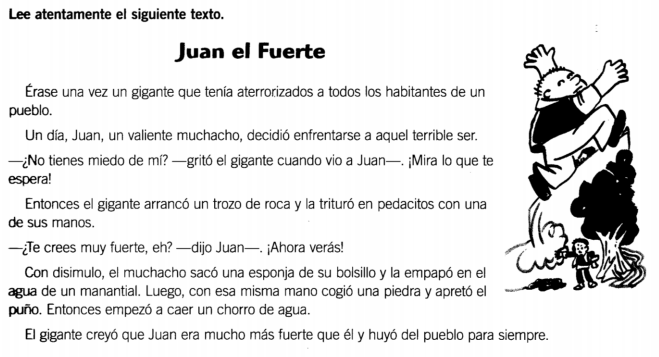 Lee atentamente el siguiente texto.
Juan el Fuerte
Érase una vez un gigante que tenía aterrorizados a todos los habitantes de un
pueblo.
Un día, Juan, un valiente muchacho, decidió enfrentarse a aquel terrible ser.
—¿No tienes miedo de mí? —gritó el gigante cuando vio a Juan—. ¡Mira lo que te
espera!
Entonces el gigante arrancó un trozo de roca y la trituró en pedacitos con una
de sus manos.
—¿Te crees muy fuerte, eh? —dijo Juan—. ¡Ahora verás!
Con disimulo, el muchacho sacó una esponja de su bolsillo y la empapó en el
agua de un manantial. Luego, con esa misma mano cogió una piedra y apretó el
puño. Entonces empezó a caer un chorro de agua.
El gigante creyó que Juan era mucho más fuerte que él y huyó del pueblo para siempre.